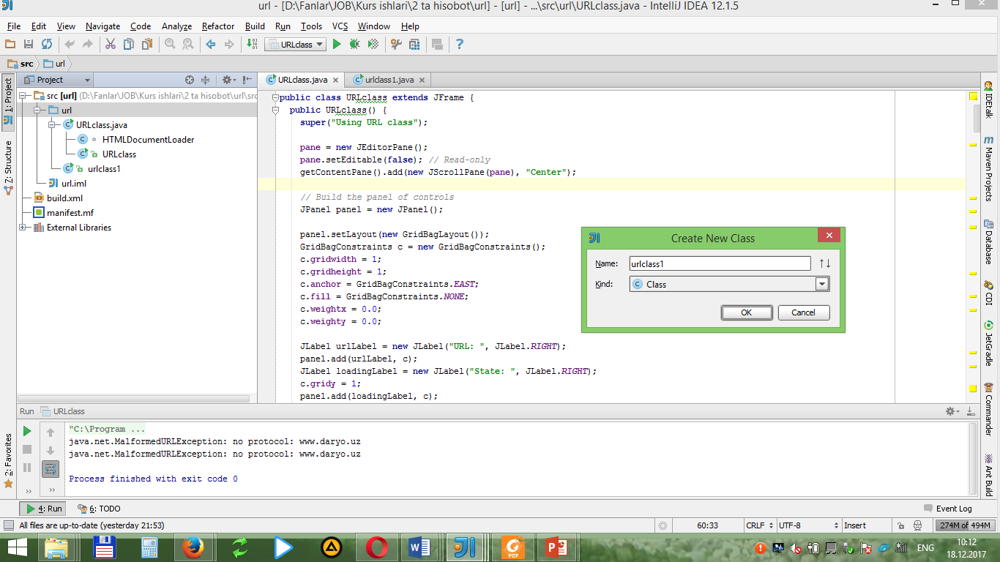 url - [D:\Fanlar\JOB\Kurs ishlari\2 ta hisobot\url] - [url] - ...\src\url\URLclass.java - IntelliJ IDEA 12.1.5
File Edit View Navigate Code Analyze Refactor Build Run Tools VCS Window Help
URLclass
src url
Project
URLclass.java
urlclass1.java
1: Project
Z: Structure
2: Favorites
src [url] (D:\Fanlar\JOB\Kurs ishlari\2 ta hisobot\url\src
url
URLclass.java
HTMLDocumentLoader
URLclass
urlclass1
url.iml
build.xml
manifest.mf
External Libraries
public class URLclass extends JFrame {
public URLclass() {
super("Using URL class");
pane = new JEditorPane();
pane.setEditable(false); // Read-only
getContentPane().add(new JScrollPane(pane), "Center");
// Build the panel of controls
JPanel panel = new JPanel();
panel.setLayout(new GridBagLayout());
GridBagConstraints c = new GridBagConstraints();
c.gridwidth = 1;
c.gridheight = 1;
c.anchor = GridBagConstraints.EAST;
c.fill = GridBagConstraints.NONE;
c.weightx = 0.0;
c.weighty = 0.0;
JLabel urlLabel = new JLabel("URL: ", JLabel.RIGHT);
panel.add(urlLabel, c);
JLabel loadingLabel = new JLabel("State: ", JLabel.RIGHT);
c.gridy = 1;
panel.add(loadingLabel, c);
Create New Class
Name: urlclass1
Kind: Class
OK Cancel
IDEtalk
Maven Projects
Database
CDI
JetGradle
Commander
Ant Build
Run URLclass
"C:\Program ...
java.net.MalformedURLException: no protocol: www.daryo.uz
java.net.MalformedURLException: no protocol: www.daryo.uz
Process finished with exit code 0
4: Run
6: TODO
Event Log
All files are up-to-date (yesterday 21:53)
60:33 CRLF UTF-8 Insert 274M of 494M
ENG
10:12
18.12.2017